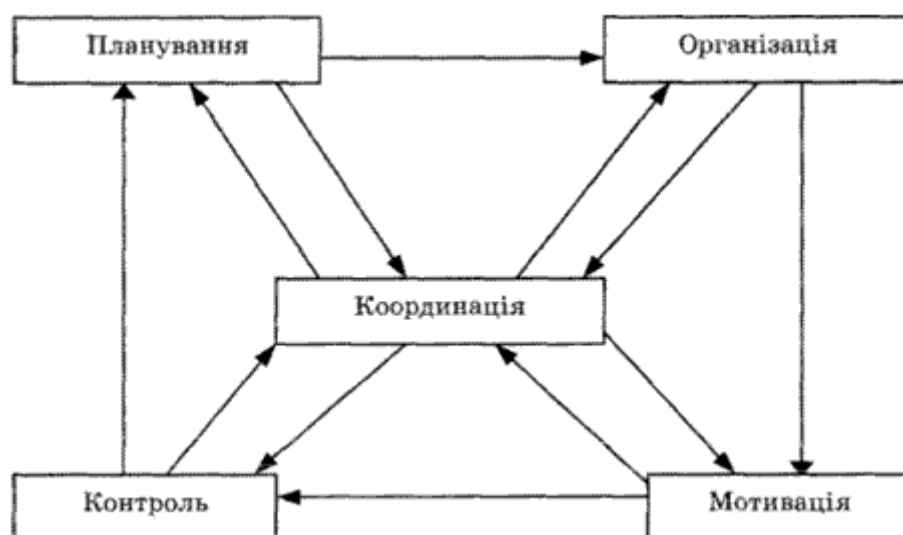 Планування
Організація
Координація
Контроль
Мотивація